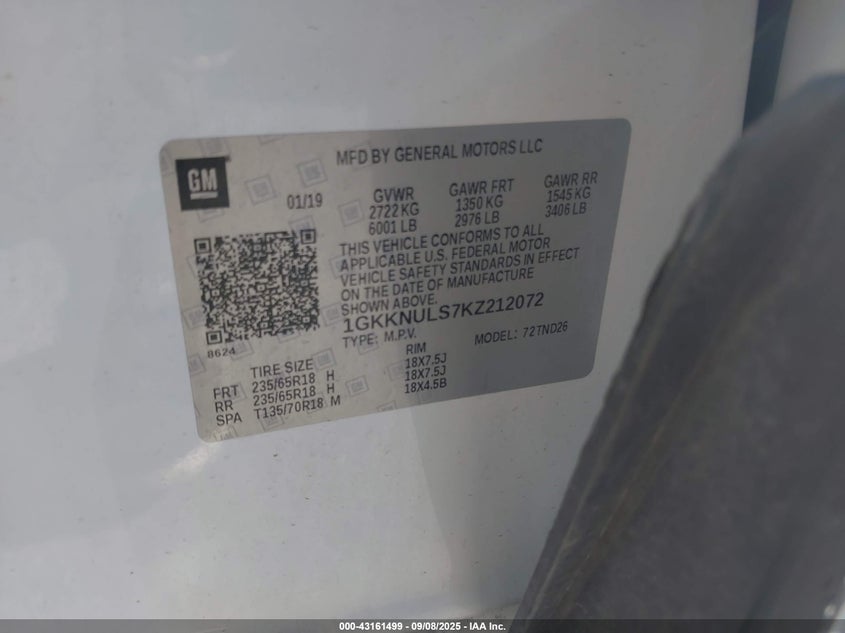 GM
MFD BY GENERAL MOTORS LLC
01/19
GVWR GAWR FRT GAWR RR
2722 KG 1350 KG 1545 KG
6001 LB 2976 LB 3406 LB
THIS VEHICLE CONFORMS TO ALL
APPLICABLE U.S. FEDERAL MOTOR
VEHICLE SAFETY STANDARDS IN EFFECT
ON THE DATE OF MANUFACTURE
SHOWN ABOVE.
1GKKNULS7KZ212072
TYPE: M.P.V. MODEL: 72TND26
8624
TIRE SIZE RIM
FRT 235/65R18 H 18X7.5J
RR 235/65R18 H 18X7.5J
SPA T135/70R18 M 18X4.5B
000-43161499 - 09/08/2025 - IAA Inc.